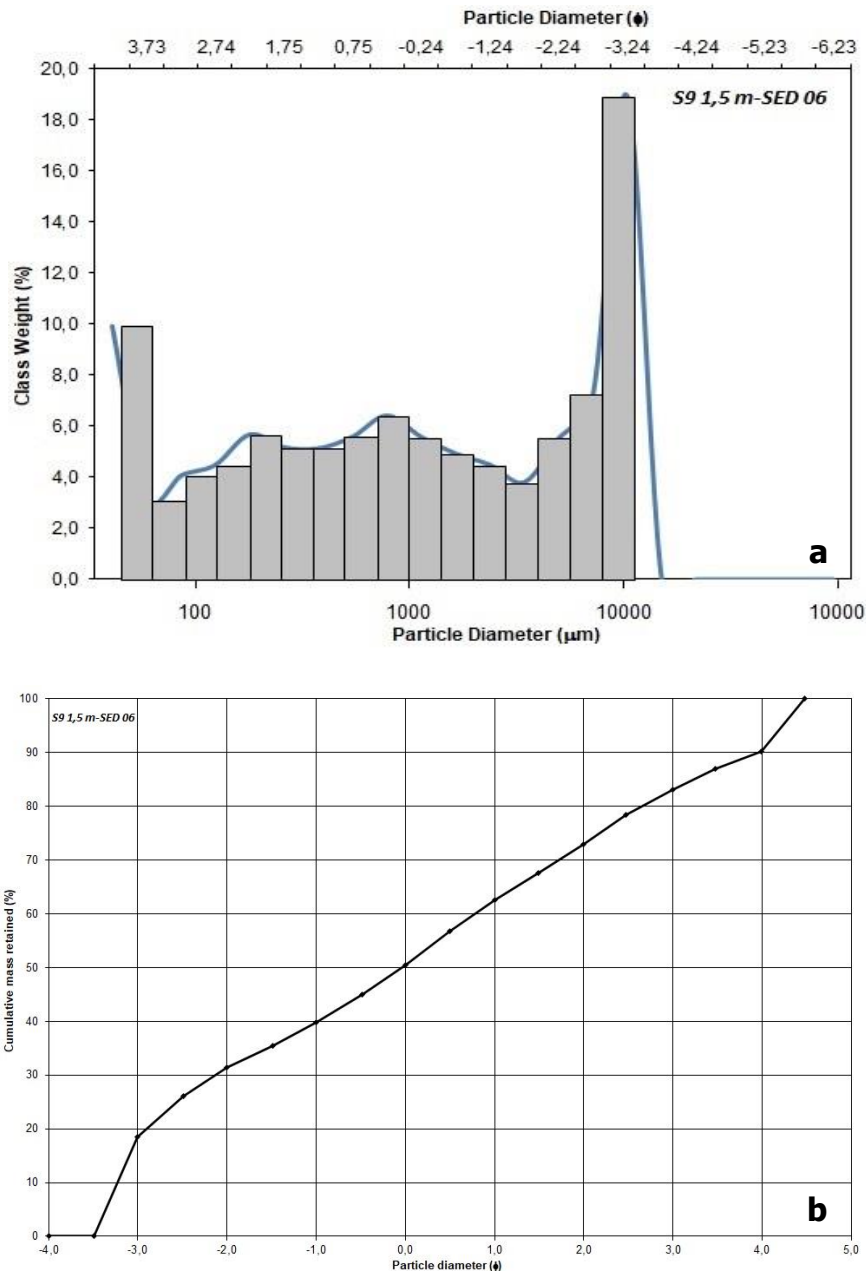 Particle Diameter (ϕ)
3,73 2,74 1,75 0,75 -0,24 -1,24 -2,24 -3,24 -4,24 -5,23 -6,23
20,0
S9 1,5 m-SED 06
18,0
16,0
14,0
12,0
Class Weight (%)
10,0
8,0
6,0
4,0
2,0
a
0,0
100 1000 10000 10000
Particle Diameter (μm)
100
S9 1,5 m-SED 06
90
80
70
60
50
Cumulative mass retained (%)
40
30
20
10
b
0
-4,0 -3,0 -2,0 -1,0 0,0 1,0 2,0 3,0 4,0 5,0
Particle diameter (ϕ)